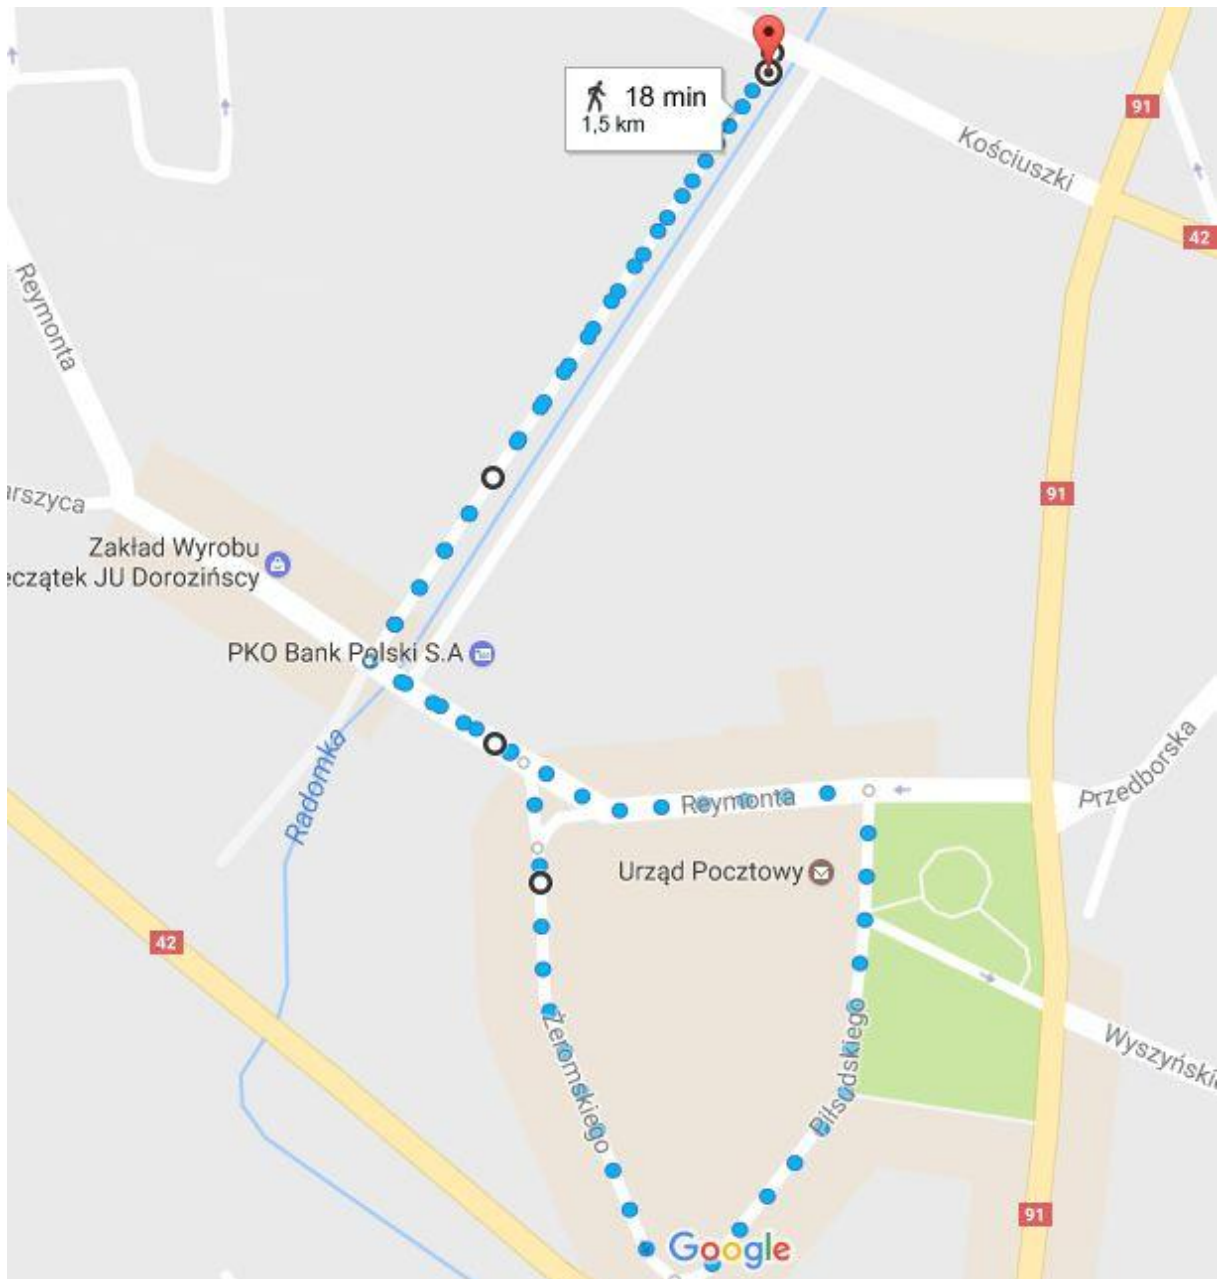 91
18 min
1,5 km
Kościuszki
42
Reymonta
91
arszyca
Zakład Wyrobu
eczątek JU Dorozińscy
PKO Bank Polski S.A
Radomka
Przedborska
Reymonta
Urząd Pocztowy
42
Żeromskiego
Piłsudskiego
Wyszyński
91
Google